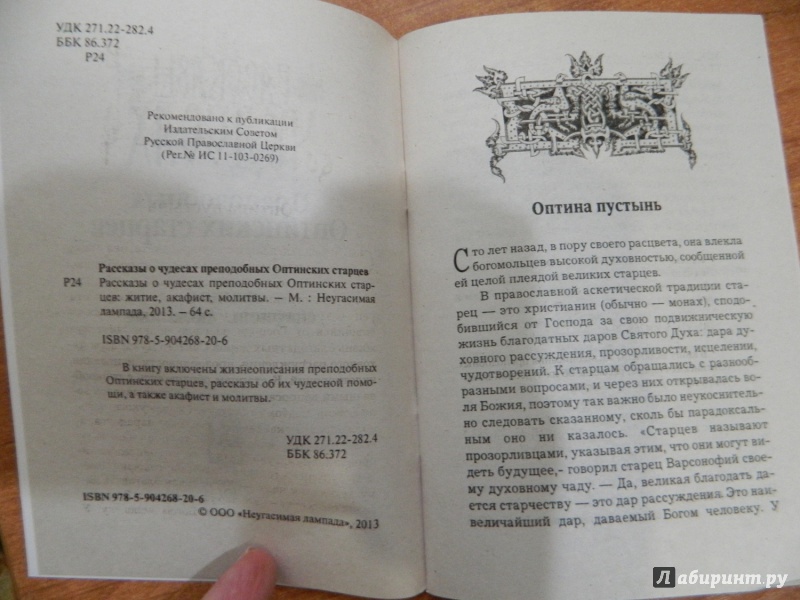 УДК 271.22-282.4
ББК 86.372
Р24
Рекомендовано к публикации
Издательским Советом
Русской Православной Церкви
(Рег.№ ИС 11-103-0269)
Рассказы о чудесах преподобных Оптинских старцев
Р24 Рассказы о чудесах преподобных Оптинских стар-
цев: житие, акафист, молитвы. — М. : Неугасимая
лампада, 2013. — 64 с.
ISBN 978-5-904268-20-6
В книгу включены жизнеописания преподобных
Оптинских старцев, рассказы об их чудесной помо-
щи, а также акафист и молитвы.
УДК 271.22-282.4
ББК 86.372
ISBN 978-5-904268-20-6
© ООО «Неугасимая лампада», 2013
Оптина пустынь
Сто лет назад, в пору своего расцвета, она влекла
богомольцев высокой духовностью, сообщенной
ей целой плеядой великих старцев.
В православной аскетической традиции ста-
рец — это христианин (обычно — монах), сподо-
бившийся от Господа за свою подвижническую
жизнь благодатных даров Святого Духа: дара ду-
ховного рассуждения, прозорливости, исцелении,
чудотворений. К старцам обращались с разнооб-
разными вопросами, и через них открывалась во-
ля Божия, поэтому так важно было неукоснитель-
но следовать сказанному, сколь бы парадоксаль-
ным оно ни казалось. «Старцев называют
прозорливцами, указывая этим, что они могут ви-
деть будущее,- говорил старец Варсонофий свое-
му духовному чаду. — Да, великая благодать да-
ется старчеству — это дар рассуждения. Это наи-
величайший дар, даваемый Богом человеку. У
Лабиринт.ру